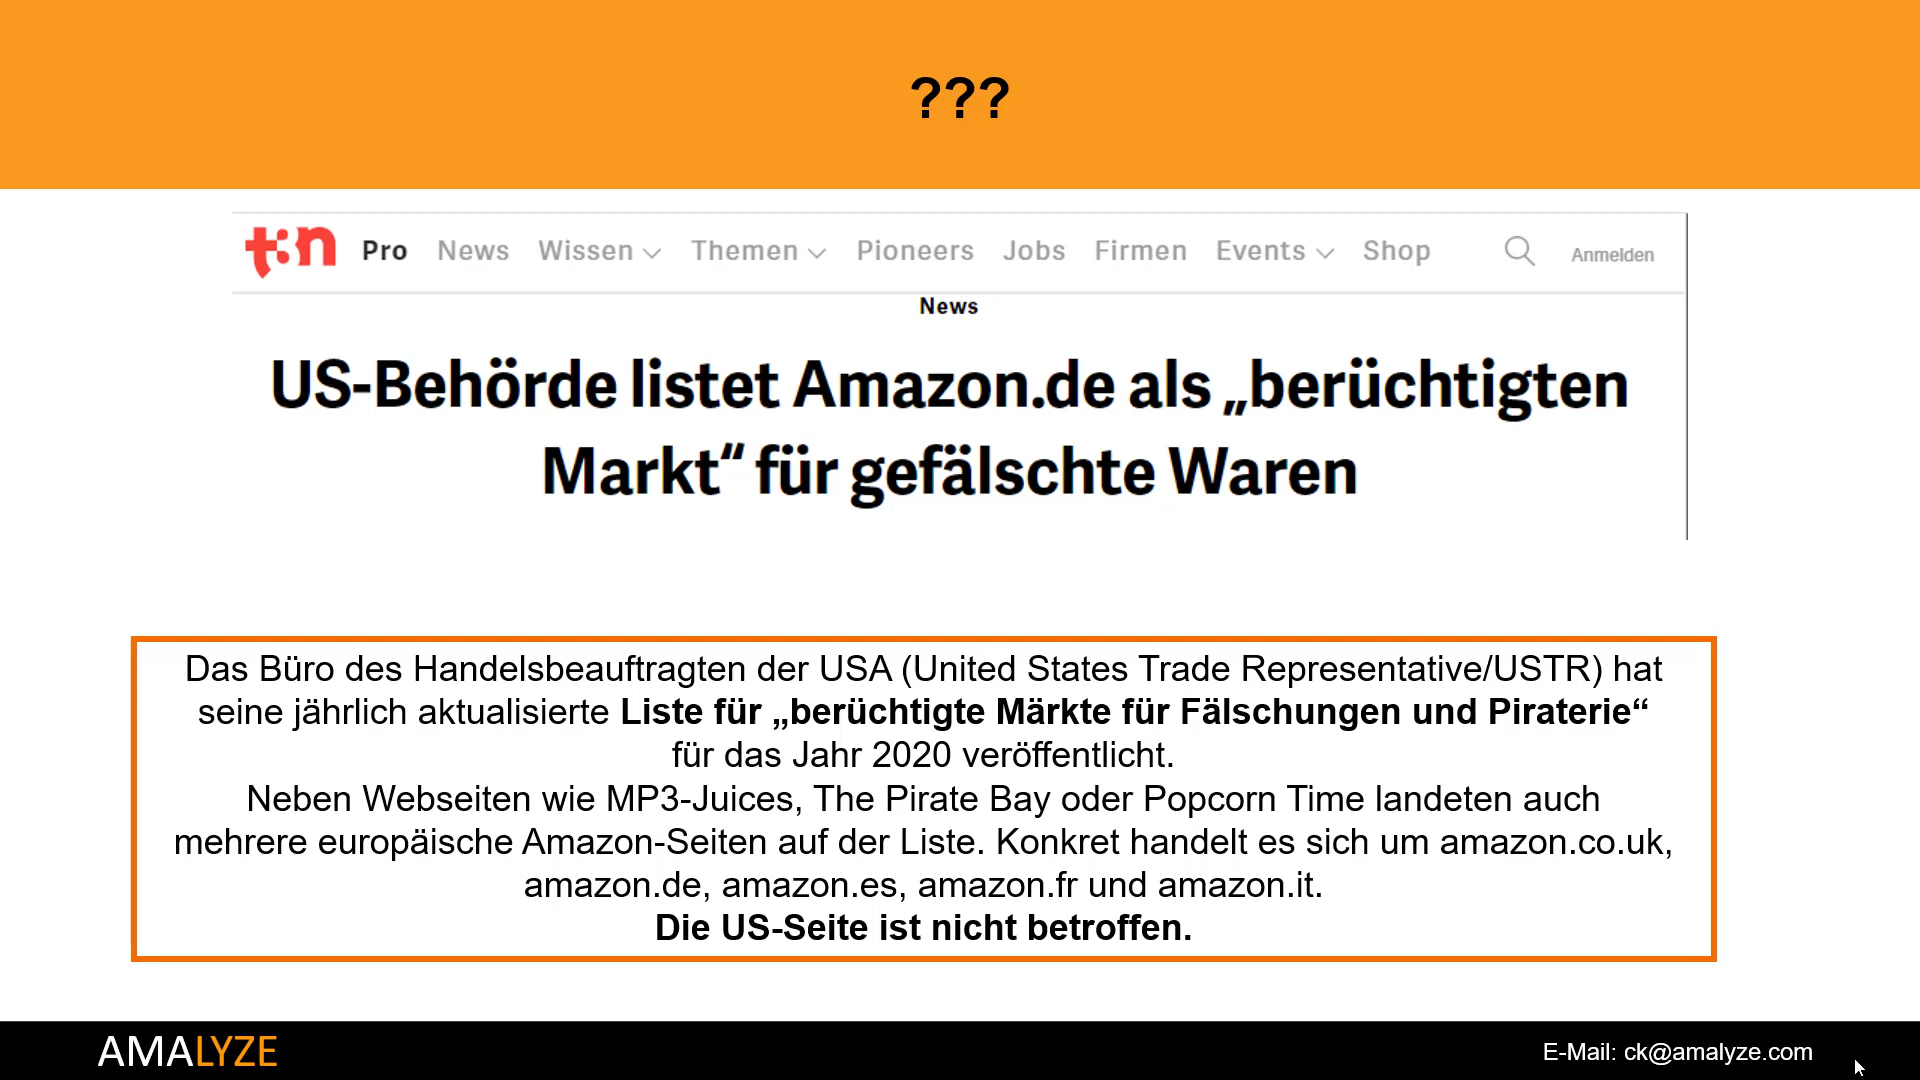 ???
t3n Pro News Wissen Themen Pioneers Jobs Firmen Events Shop Anmelden
News
US-Behörde listet Amazon.de als „berüchtigten
Markt“ für gefälschte Waren
Das Büro des Handelsbeauftragten der USA (United States Trade Representative/USTR) hat
seine jährlich aktualisierte Liste für „berüchtigte Märkte für Fälschungen und Piraterie“
für das Jahr 2020 veröffentlicht.
Neben Webseiten wie MP3-Juices, The Pirate Bay oder Popcorn Time landeten auch
mehrere europäische Amazon-Seiten auf der Liste. Konkret handelt es sich um amazon.co.uk,
amazon.de, amazon.es, amazon.fr und amazon.it.
Die US-Seite ist nicht betroffen.
AMALYZE
E-Mail: ck@amalyze.com